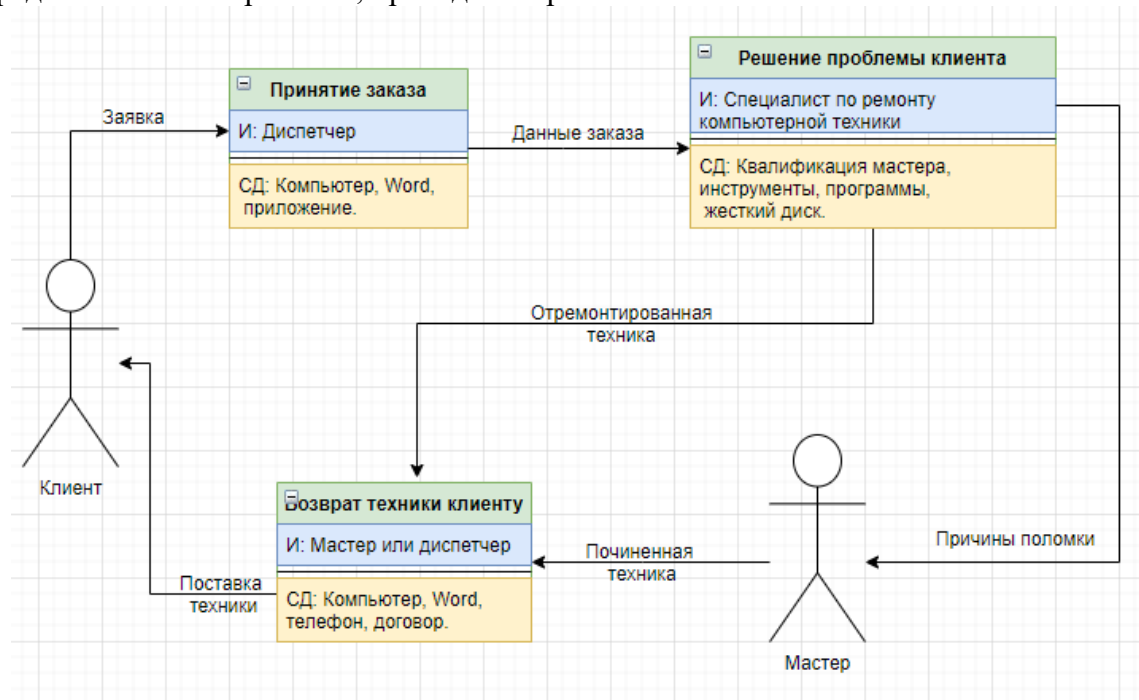 Принятие заказа
И: Диспетчер
СД: Компьютер, Word,
приложение.
Решение проблемы клиента
И: Специалист по ремонту
компьютерной техники
СД: Квалификация мастера,
инструменты, программы,
жесткий диск.
Заявка
Данные заказа
Отремонтированная
техника
Клиент
Возврат техники клиенту
И: Мастер или диспетчер
СД: Компьютер, Word,
телефон, договор.
Починенная
техника
Причины поломки
Поставка
техники
Мастер